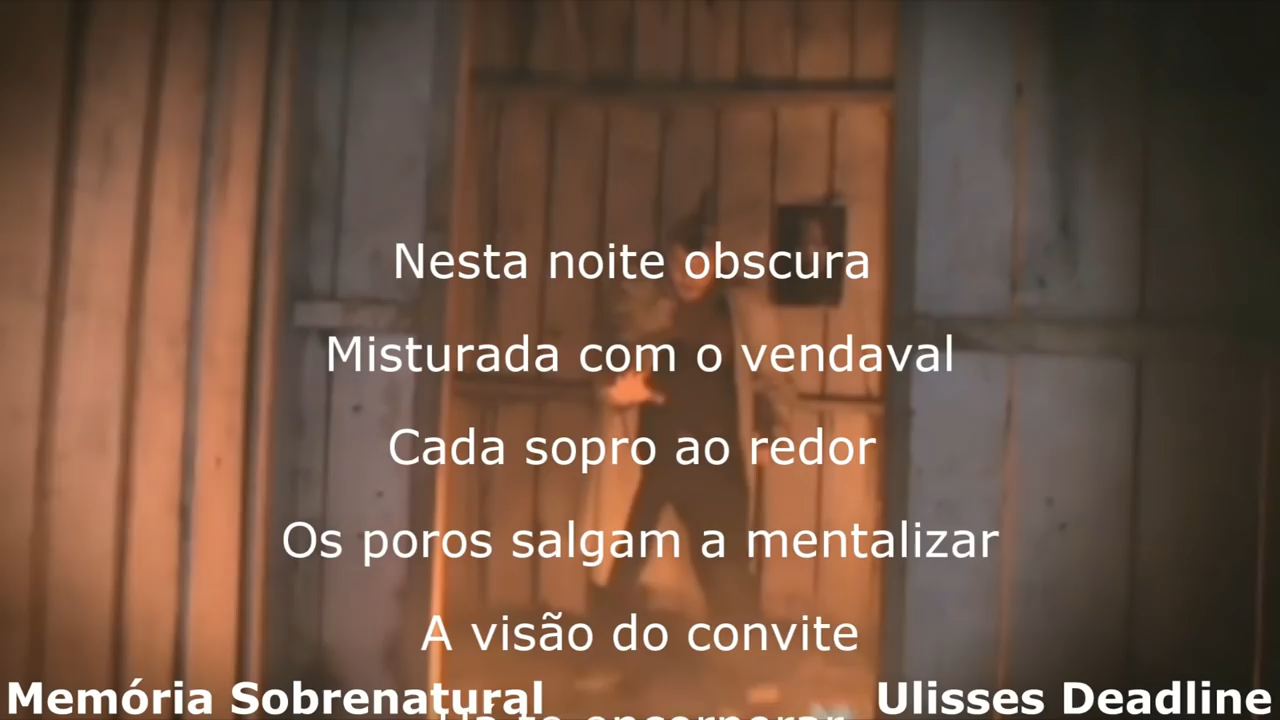 Nesta noite obscura
Misturada com o vendaval
Cada sopro ao redor
Os poros salgam a mentalizar
A visão do convite
Memória Sobrenatural
Ulisses Deadline